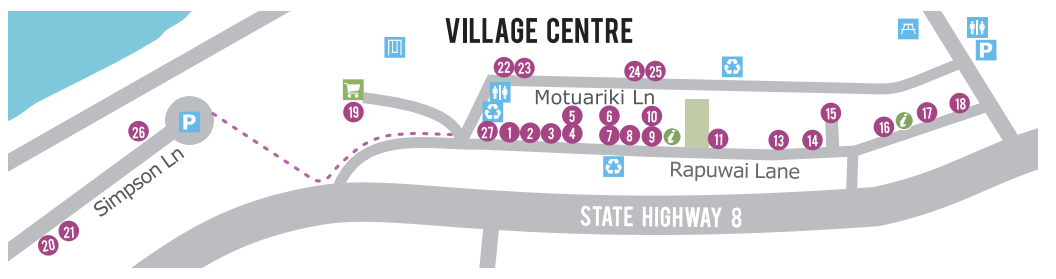 VILLAGE CENTRE
P
22 23
24 25
19
Motuariki Ln
5
6
10
15
16
i
17
18
26
P
27 1 2 3 4
7 8 9
i
11
13
14
Simpson Ln
Rapuwai Lane
20 21
STATE HIGHWAY 8